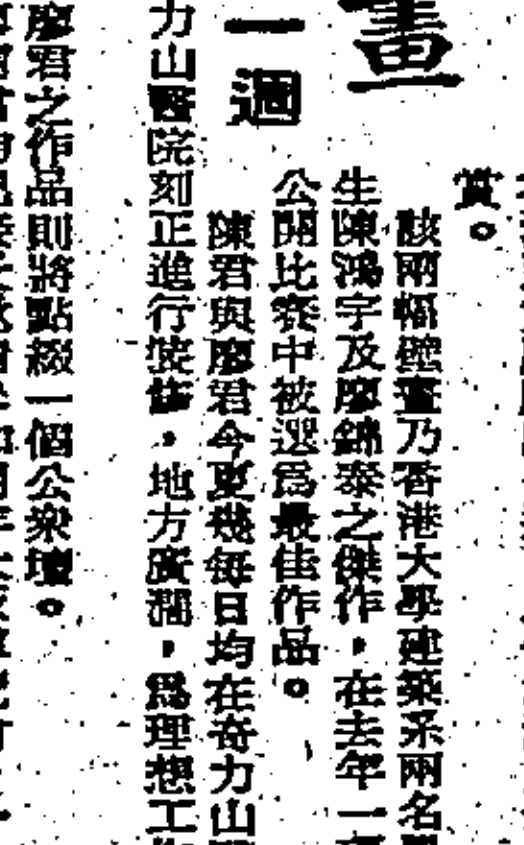 畫
一週
賞。
該兩幅壁畫乃香港大學建築系兩名
生陳鴻宇及廖錦泰之傑作，在去年一
公開比賽中被選爲最佳作品。
陳君與廖君今夏幾每日均在奇力山
力山醫院刻正進行裝修，地方廣濶，爲理想工
廖君之作品則將點綴一個公衆壇。